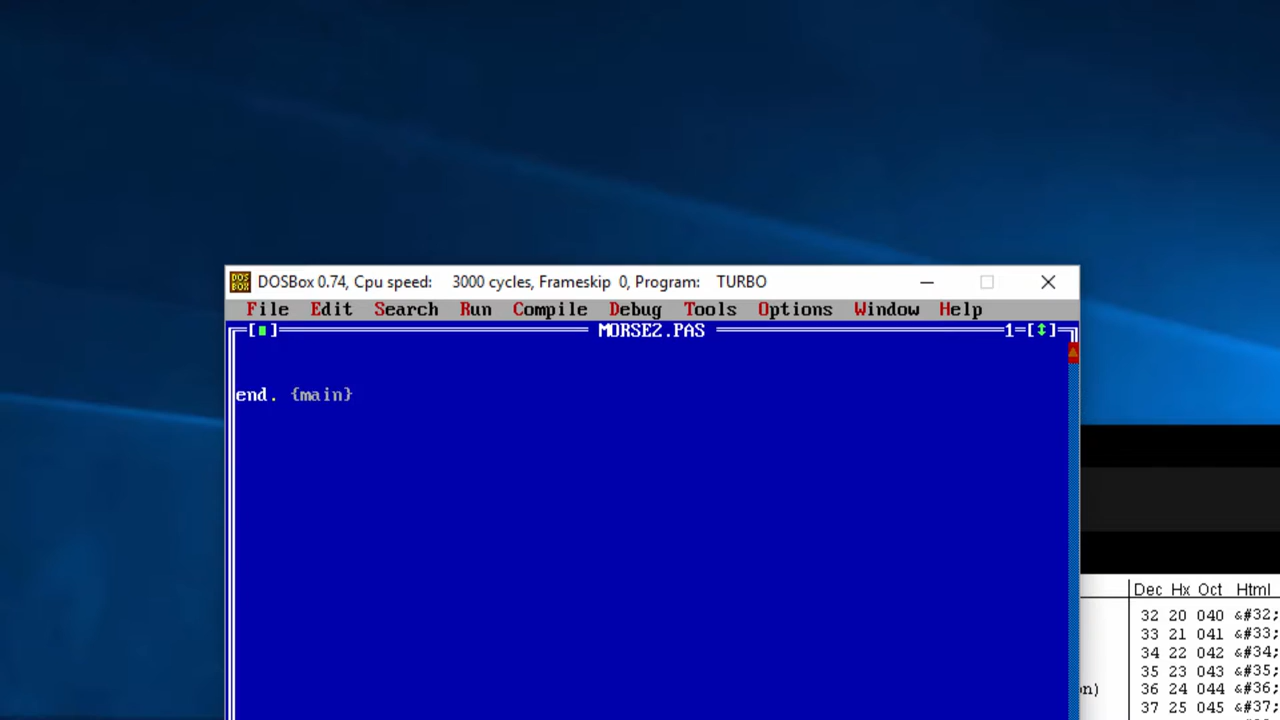 DOS BOX
DOSBox 0.74, Cpu speed: 3000 cycles, Frameskip 0, Program: TURBO
File Edit Search Run Compile Debug Tools Options Window Help
[■] MORSE2.PAS 1=[↕]
end. {main}
Dec Hx Oct Html
32 20 040 &#32;
33 21 041 &#33;
34 22 042 &#34;
35 23 043 &#35;
on) 36 24 044 &#36;
37 25 045 &#37;